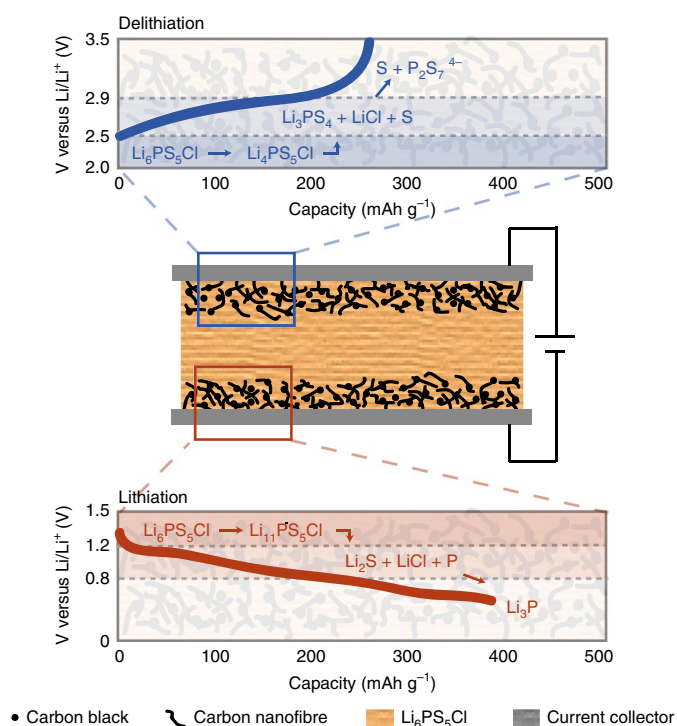 Delithiation
V versus Li/Li⁺ (V)
3.5
2.9
2.5
2.0
S + P₂S₇ ⁴⁻
Li₃PS₄ + LiCl + S
Li₆PS₅Cl → Li₄PS₅Cl
0 100 200 300 400 500
Capacity (mAh g⁻¹)
Lithiation
V versus Li/Li⁺ (V)
1.5
1.2
0.8
0
Li₆PS₅Cl → Li₁₁PS₅Cl
Li₂S + LiCl + P
Li₃P
0 100 200 300 400 500
Capacity (mAh g⁻¹)
Carbon black Carbon nanofibre Li₆PS₅Cl Current collector